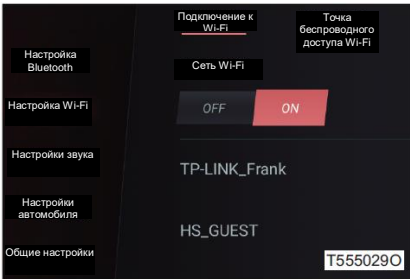 Подключение к
Wi-Fi
Точка
беспроводного
доступа Wi-Fi
Настройка
Bluetooth
Сеть Wi-Fi
Настройка Wi-Fi
OFF
ON
Настройки звука
TP-LINK_Frank
Настройки
автомобиля
HS_GUEST
Общие настройки
T555029O